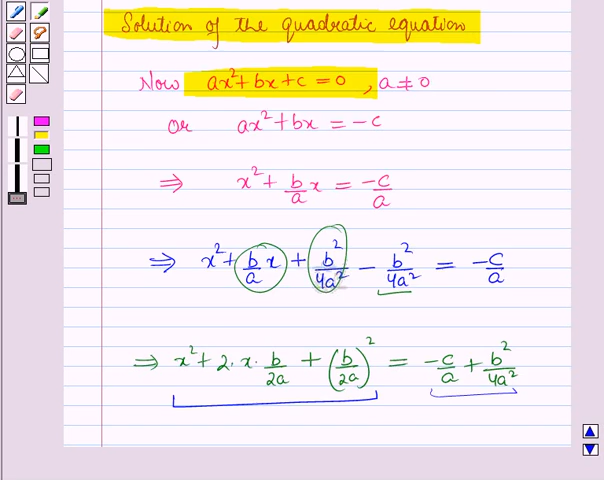 Solution of the quadratic equation
Now ax² + bx + c = 0 , a ≠ 0
Or ax² + bx = -c
⇒ x² + b/a x = -c/a
⇒ x² + b/a x + b²/4a² - b²/4a² = -c/a
⇒ x² + 2·x·b/2a + (b/2a)² = -c/a + b²/4a²